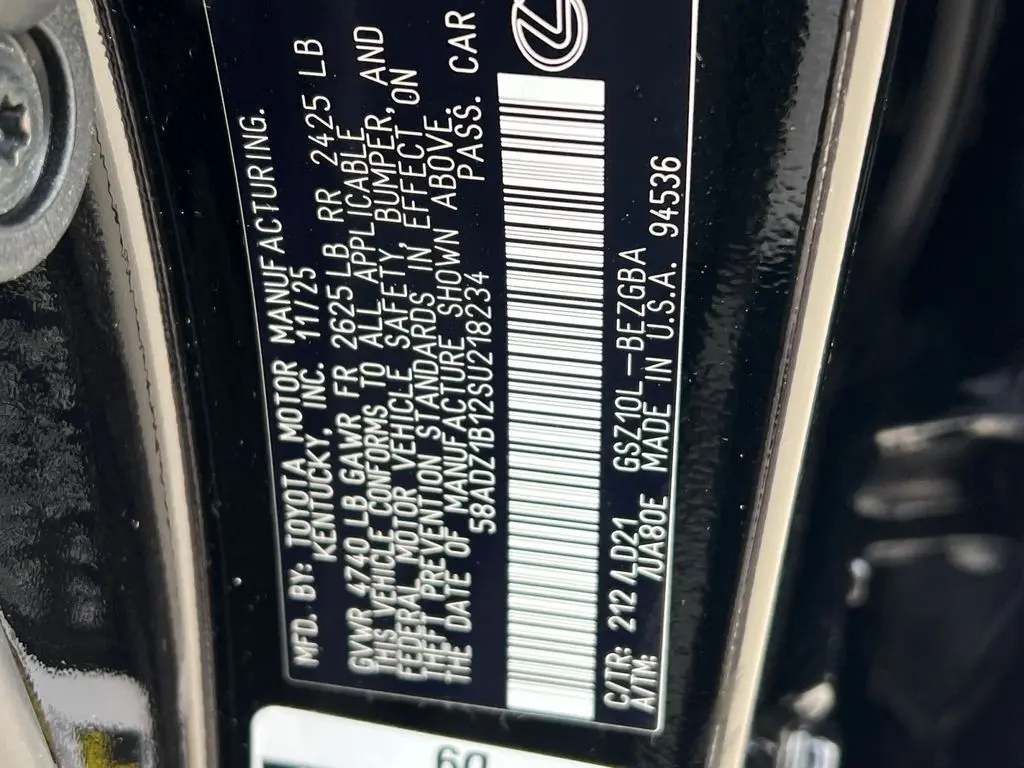 MFD. BY: TOYOTA MOTOR MANUFACTURING.
KENTUCKY, INC. 11/25
GVWR 4740 LB GAWR FR 2625 LB RR 2425 LB
THIS VEHICLE CONFORMS TO ALL APPLICABLE
FEDERAL MOTOR VEHICLE SAFETY, BUMPER, AND
THEFT PREVENTION STANDARDS IN EFFECT ON
THE DATE OF MANUFACTURE SHOWN ABOVE.
58ADZ1B12SU218234 PASS. CAR
C/TR: 212 /LD21 GSZ10L-BEZGBA
A/TM: /UA80E MADE IN U.S.A. 94536
60